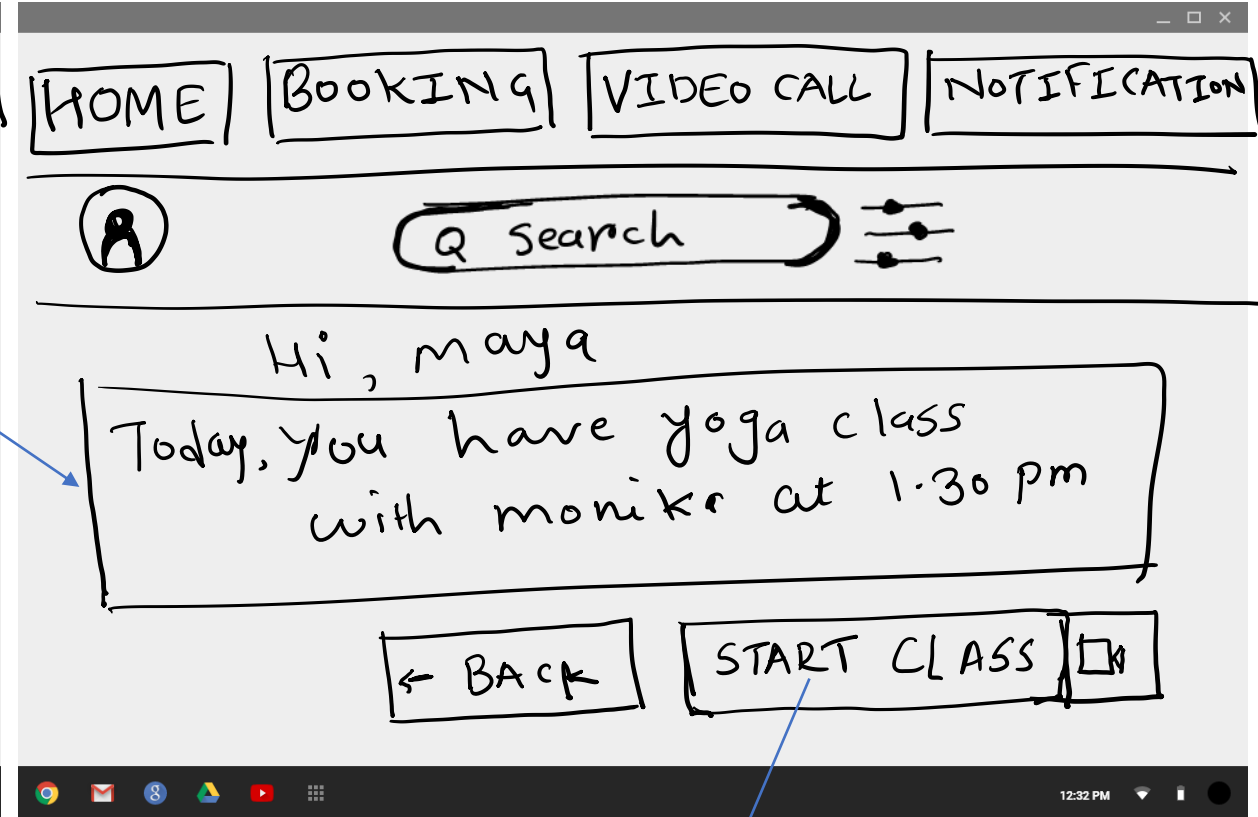 HOME BOOKING VIDEO CALL NOTIFICATION
Q search
Hi, maya
Today, you have yoga class
with monika at 1.30 pm
← BACK START CLASS
12:32 PM